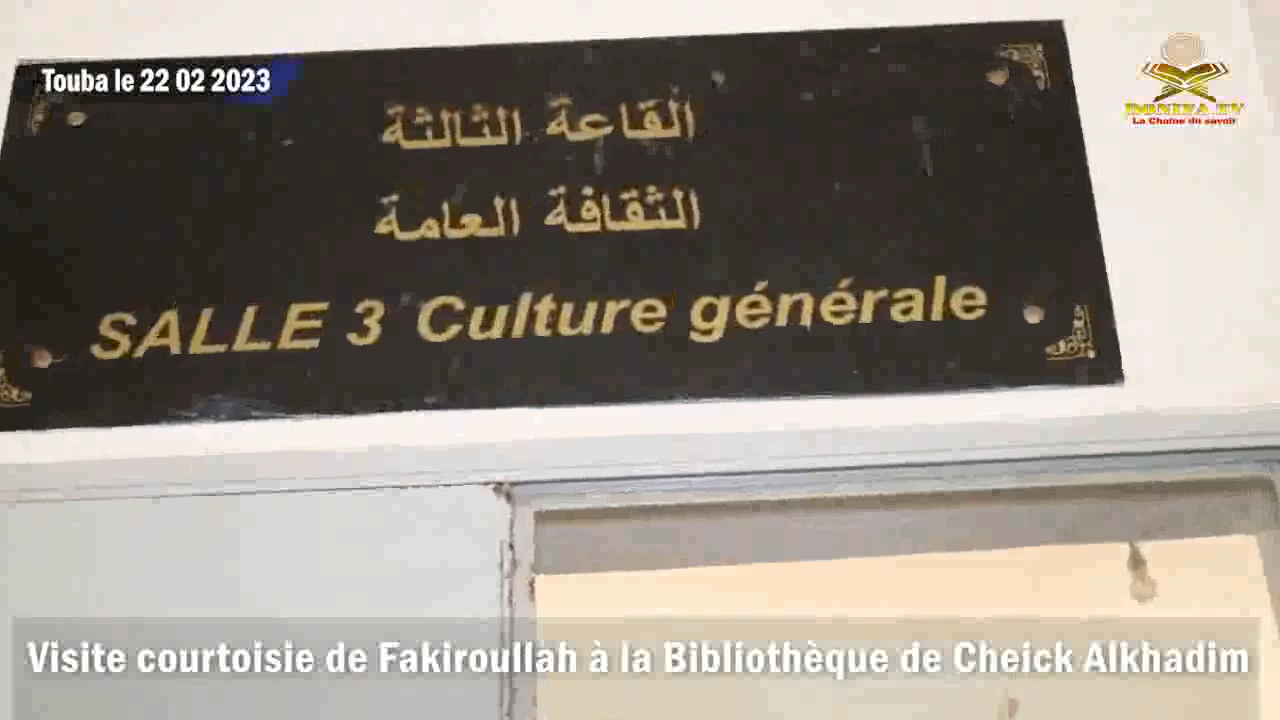 Touba le 22 02 2023
القاعة الثالثة
الثقافة العامة
SALLE 3 Culture générale
La Chaine du savoir
Visite courtoisie de Fakiroullah à la Bibliothèque de Cheick Alkhadim